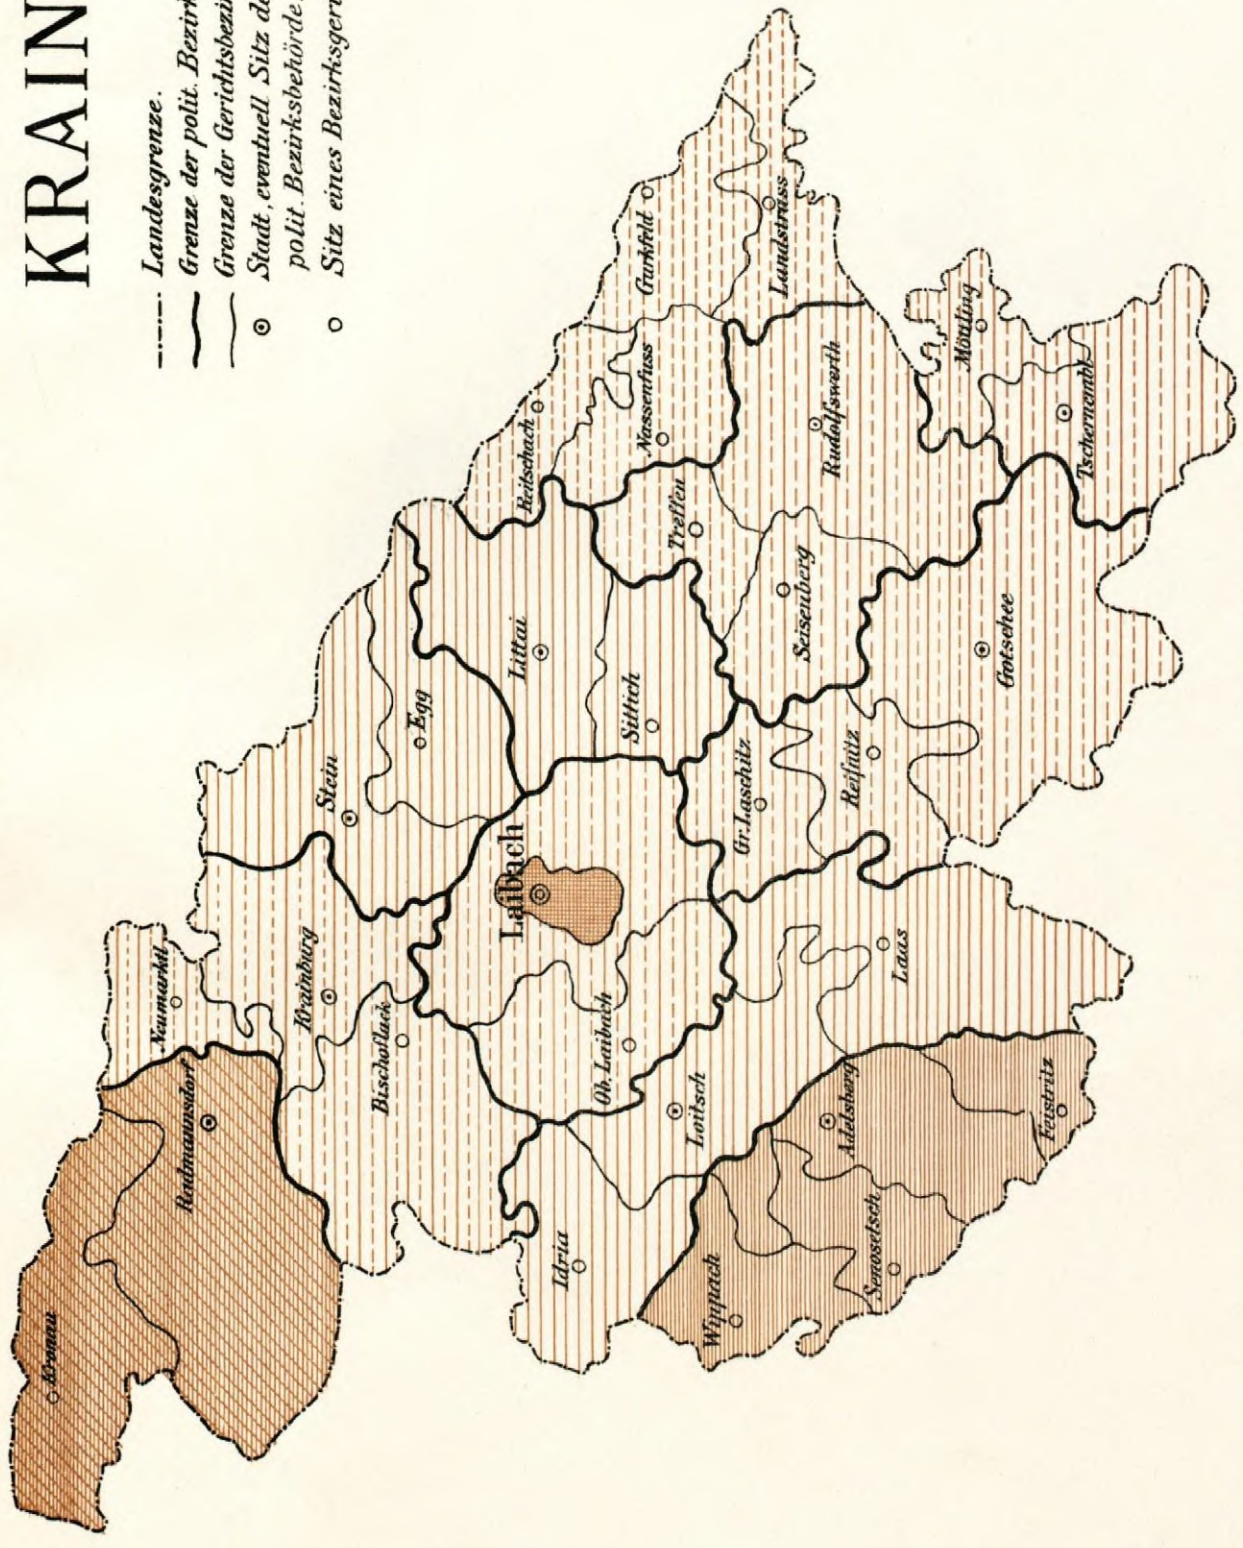 KRAIN
Landesgrenze.
Grenze der polit. Bezirk
Grenze der Gerichtsbezir
Stadt, eventuell Sitz de
polit. Bezirksbehörde.
Sitz eines Bezirksger
Kronau
Radmannsdorf
Neumarktl
Krainburg
Bischoflack
Stein
Egg
Laibach
Ob. Laibach
Littai
Sittich
Idria
Loitsch
Laas
Wippach
Senosetsch
Adelsberg
Feistritz
Gr. Laschitz
Reifnitz
Gotschee
Seisenberg
Treffen
Rudolfswerth
Nassenfuss
Gurkfeld
Landstrass
Möttling
Tschernembl